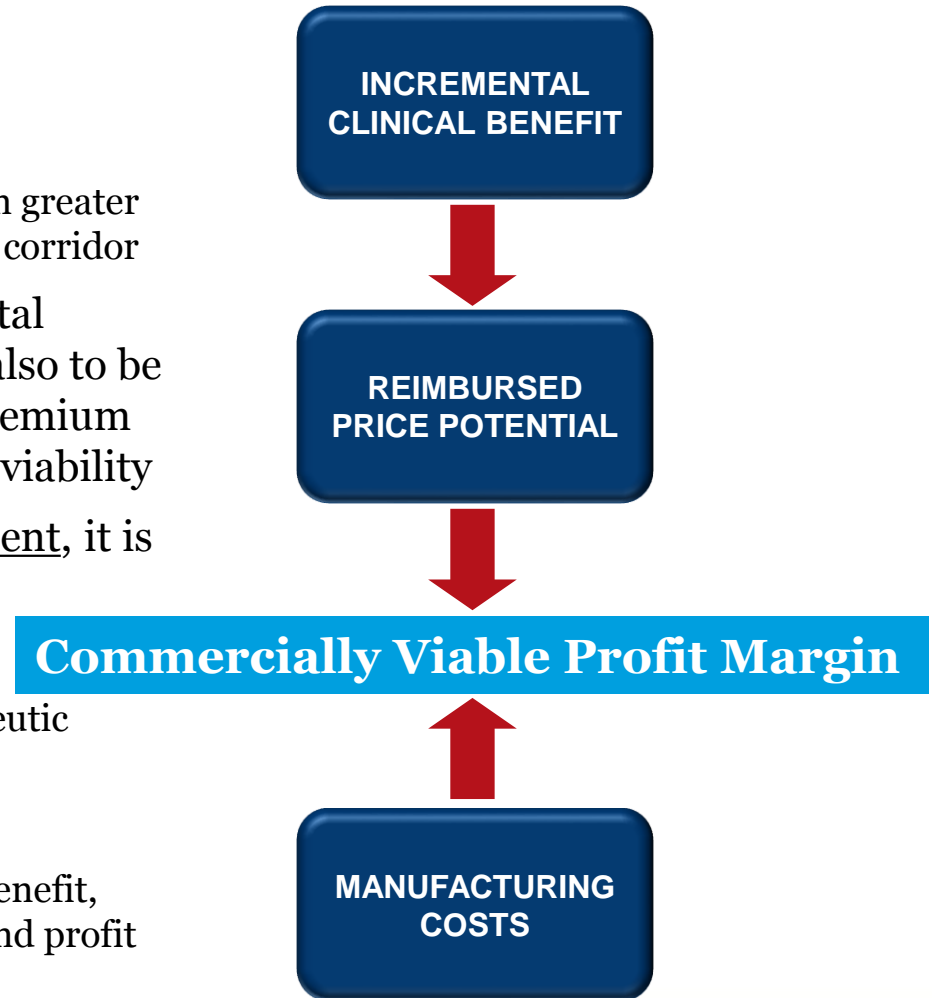 INCREMENTAL
CLINICAL BENEFIT
n greater
corridor
tal
also to be
emium
viability
ent, it is
REIMBURSED
PRICE POTENTIAL
Commercially Viable Profit Margin
eutic
enefit,
nd profit
MANUFACTURING
COSTS